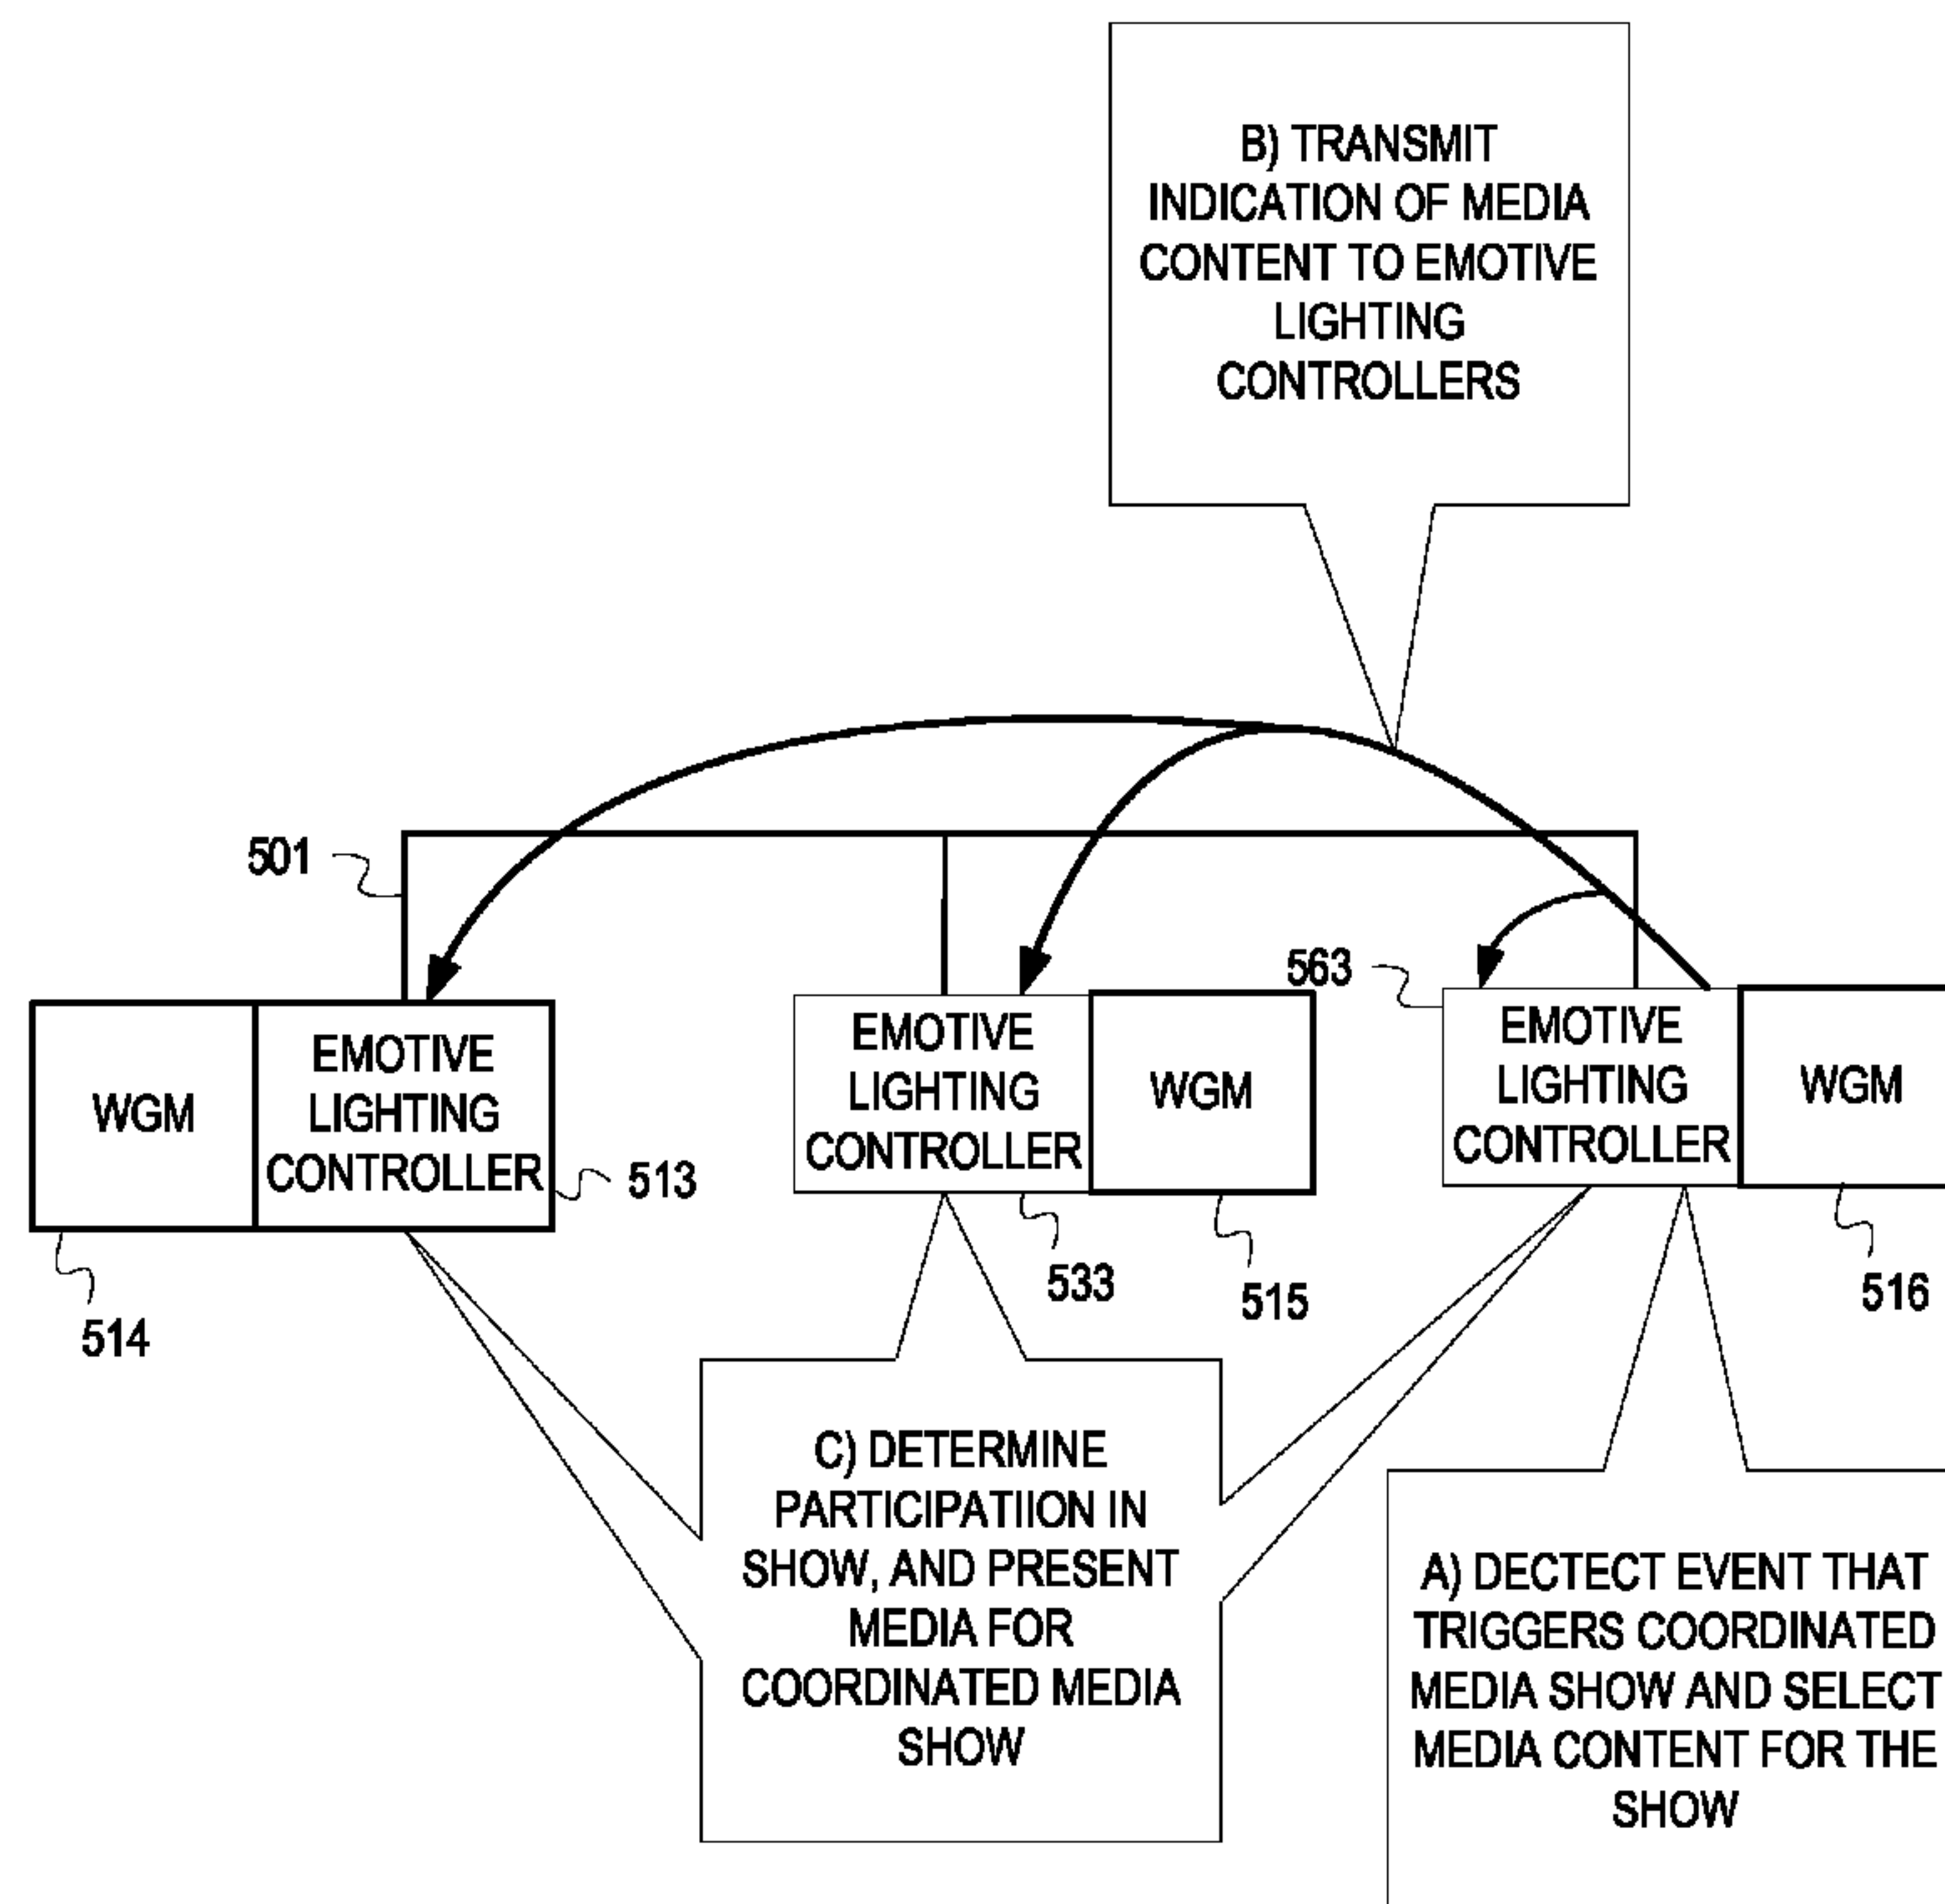 B) TRANSMIT
INDICATION OF MEDIA
CONTENT TO EMOTIVE
LIGHTING
CONTROLLERS
501
563
WGM
EMOTIVE
LIGHTING
CONTROLLER
513
514
EMOTIVE
LIGHTING
CONTROLLER
WGM
533
515
EMOTIVE
LIGHTING
CONTROLLER
WGM
516
C) DETERMINE
PARTICIPATIION IN
SHOW, AND PRESENT
MEDIA FOR
COORDINATED MEDIA
SHOW
A) DECTECT EVENT THAT
TRIGGERS COORDINATED
MEDIA SHOW AND SELECT
MEDIA CONTENT FOR THE
SHOW